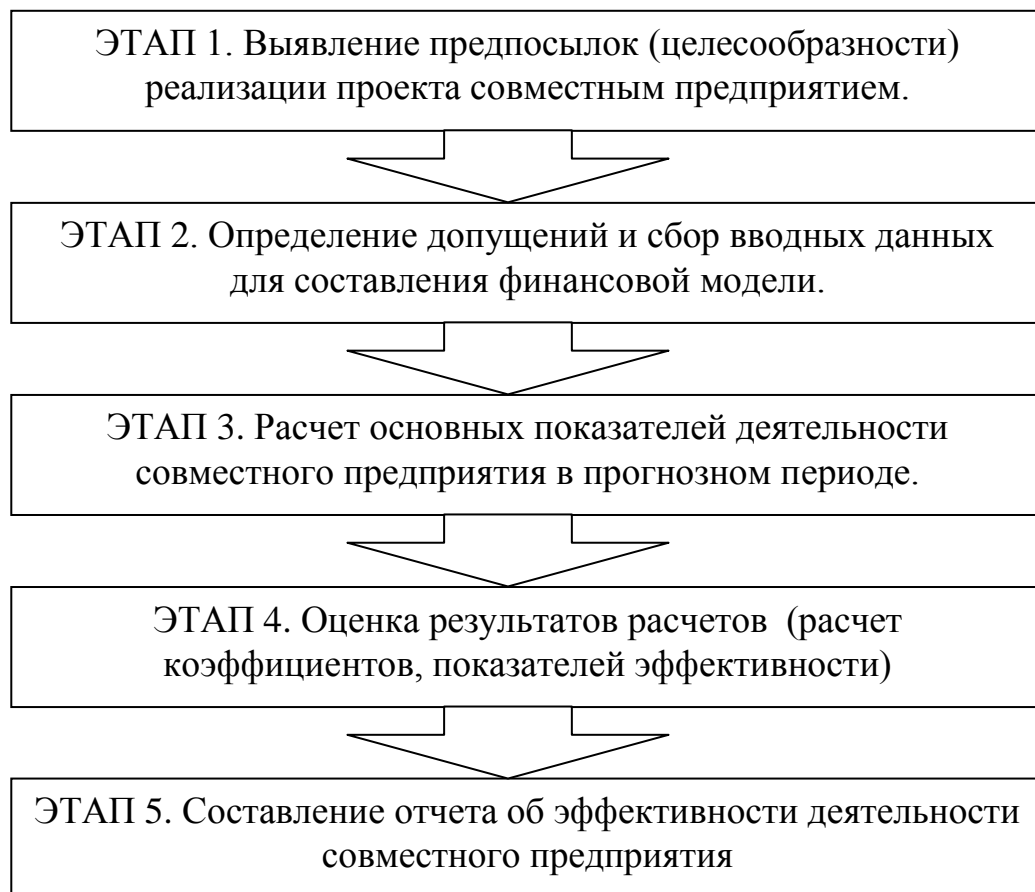 ЭТАП 1. Выявление предпосылок (целесообразности)
реализации проекта совместным предприятием.
ЭТАП 2. Определение допущений и сбор вводных данных
для составления финансовой модели.
ЭТАП 3. Расчет основных показателей деятельности
совместного предприятия в прогнозном периоде.
ЭТАП 4. Оценка результатов расчетов  (расчет
коэффициентов, показателей эффективности)
ЭТАП 5. Составление отчета об эффективности деятельности
совместного предприятия